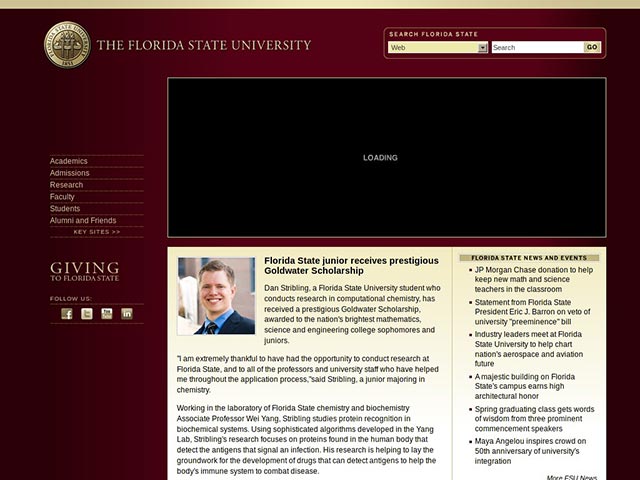 THE FLORIDA STATE UNIVERSITY
SEARCH FLORIDA STATE
Web
Search
GO
LOADING
Academics
Admissions
Research
Faculty
Students
Alumni and Friends
KEY SITES >>
GIVING
TO FLORIDA STATE
FOLLOW US:
Florida State junior receives prestigious
Goldwater Scholarship
Dan Stribling, a Florida State University student who
conducts research in computational chemistry, has
received a prestigious Goldwater Scholarship,
awarded to the nation's brightest mathematics,
science and engineering college sophomores and
juniors.
"I am extremely thankful to have had the opportunity to conduct research at
Florida State, and to all of the professors and university staff who have helped
me throughout the application process,"said Stribling, a junior majoring in
chemistry.
Working in the laboratory of Florida State chemistry and biochemistry
Associate Professor Wei Yang, Stribling studies protein recognition in
biochemical systems. Using sophisticated algorithms developed in the Yang
Lab, Stribling's research focuses on proteins found in the human body that
detect the antigens that signal an infection. His research is helping to lay the
groundwork for the development of drugs that can detect antigens to help the
body's immune system to combat disease.
FLORIDA STATE NEWS AND EVENTS
JP Morgan Chase donation to help
keep new math and science
teachers in the classroom
Statement from Florida State
President Eric J. Barron on veto of
university "preeminence" bill
Industry leaders meet at Florida
State University to help chart
nation's aerospace and aviation
future
A majestic building on Florida
State's campus earns high
architectural honor
Spring graduating class gets words
of wisdom from three prominent
commencement speakers
Maya Angelou inspires crowd on
50th anniversary of university's
integration
More FSU News